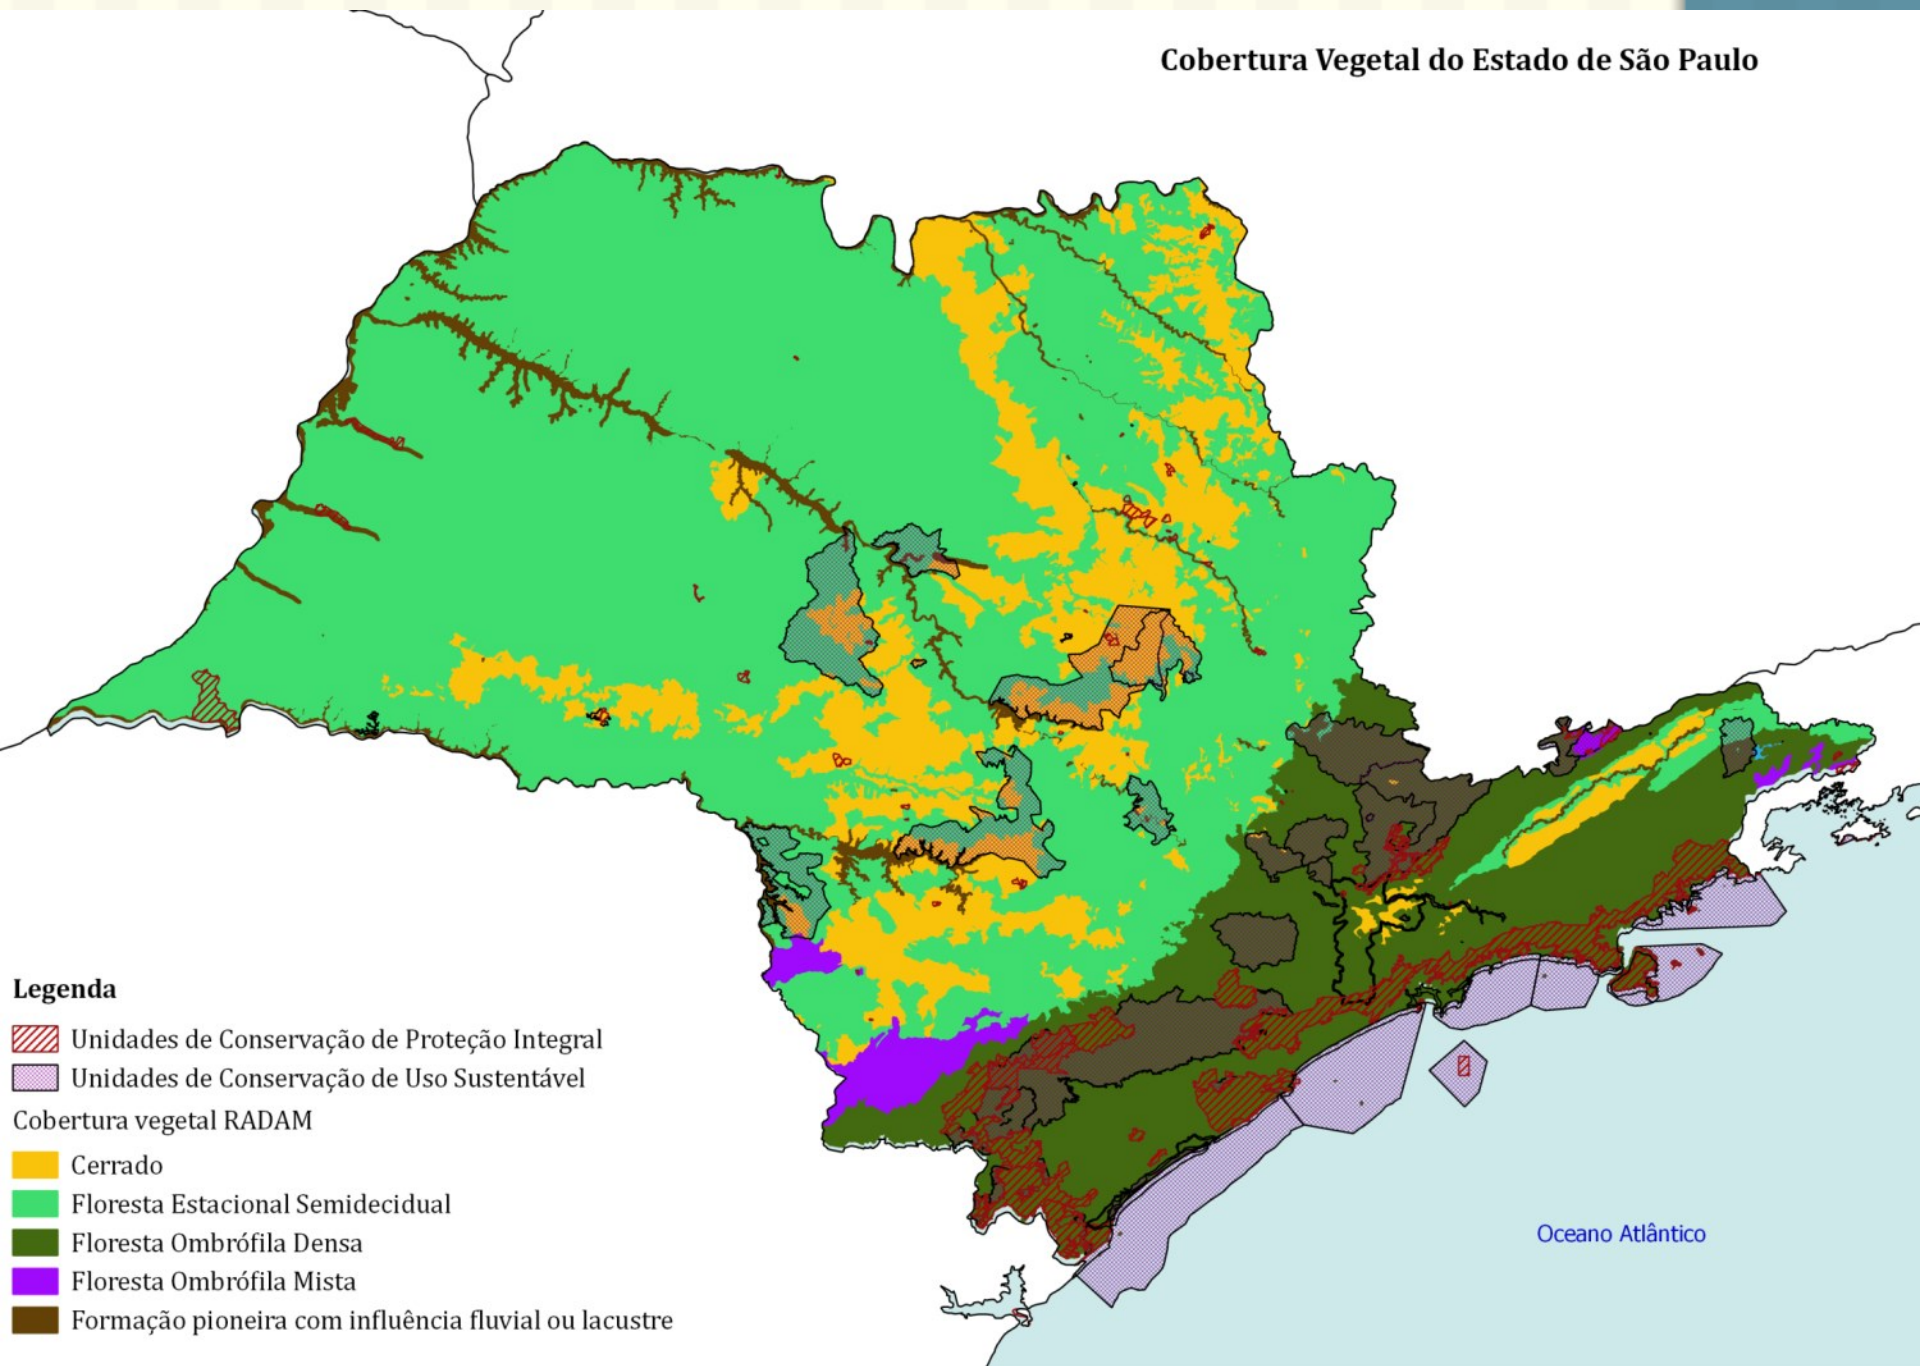 Cobertura Vegetal do Estado de São Paulo
Legenda
Unidades de Conservação de Proteção Integral
Unidades de Conservação de Uso Sustentável
Cobertura vegetal RADAM
Cerrado
Floresta Estacional Semidecidual
Floresta Ombrófila Densa
Floresta Ombrófila Mista
Formação pioneira com influência fluvial ou lacustre
Oceano Atlântico